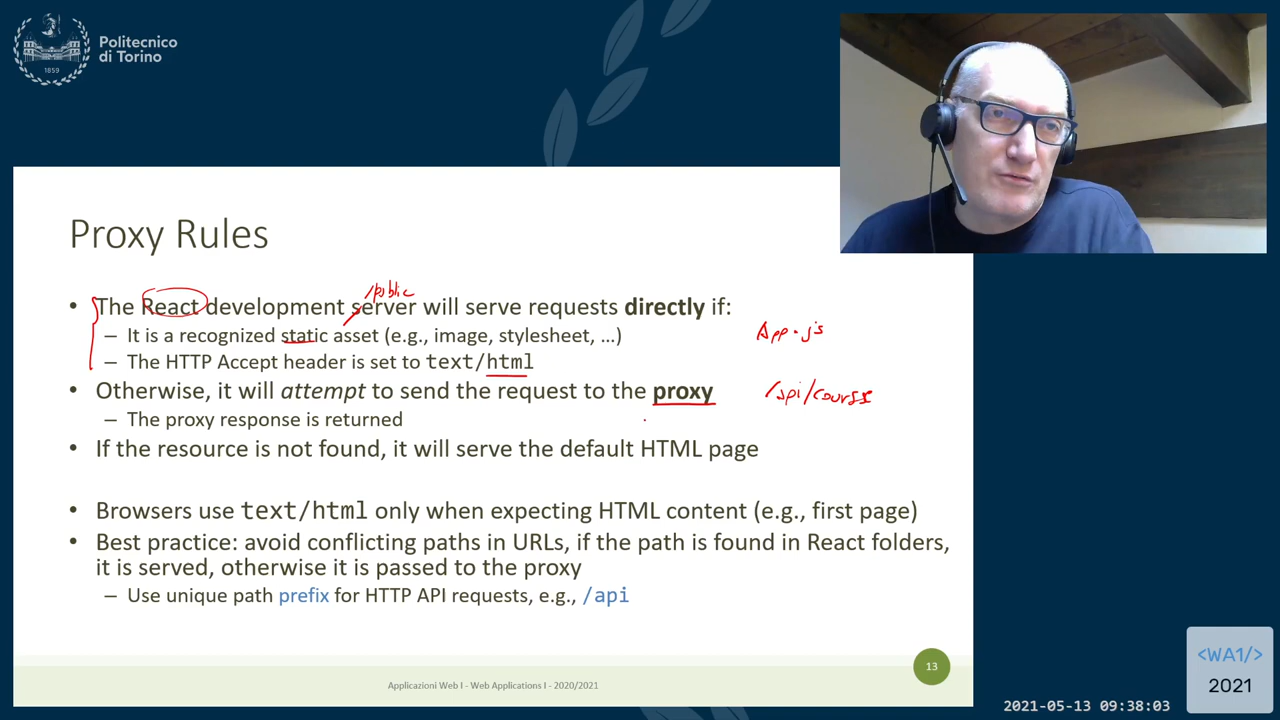 Politecnico
di Torino
1859
Proxy Rules
/public
• The React development server will serve requests directly if:
– It is a recognized static asset (e.g., image, stylesheet, …)
App.js
– The HTTP Accept header is set to text/html
• Otherwise, it will attempt to send the request to the proxy
/api/courses
– The proxy response is returned
• If the resource is not found, it will serve the default HTML page
• Browsers use text/html only when expecting HTML content (e.g., first page)
• Best practice: avoid conflicting paths in URLs, if the path is found in React folders,
it is served, otherwise it is passed to the proxy
– Use unique path prefix for HTTP API requests, e.g., /api
13
Applicazioni Web I - Web Applications I - 2020/2021
<WA1/>
2021
2021-05-13 09:38:03